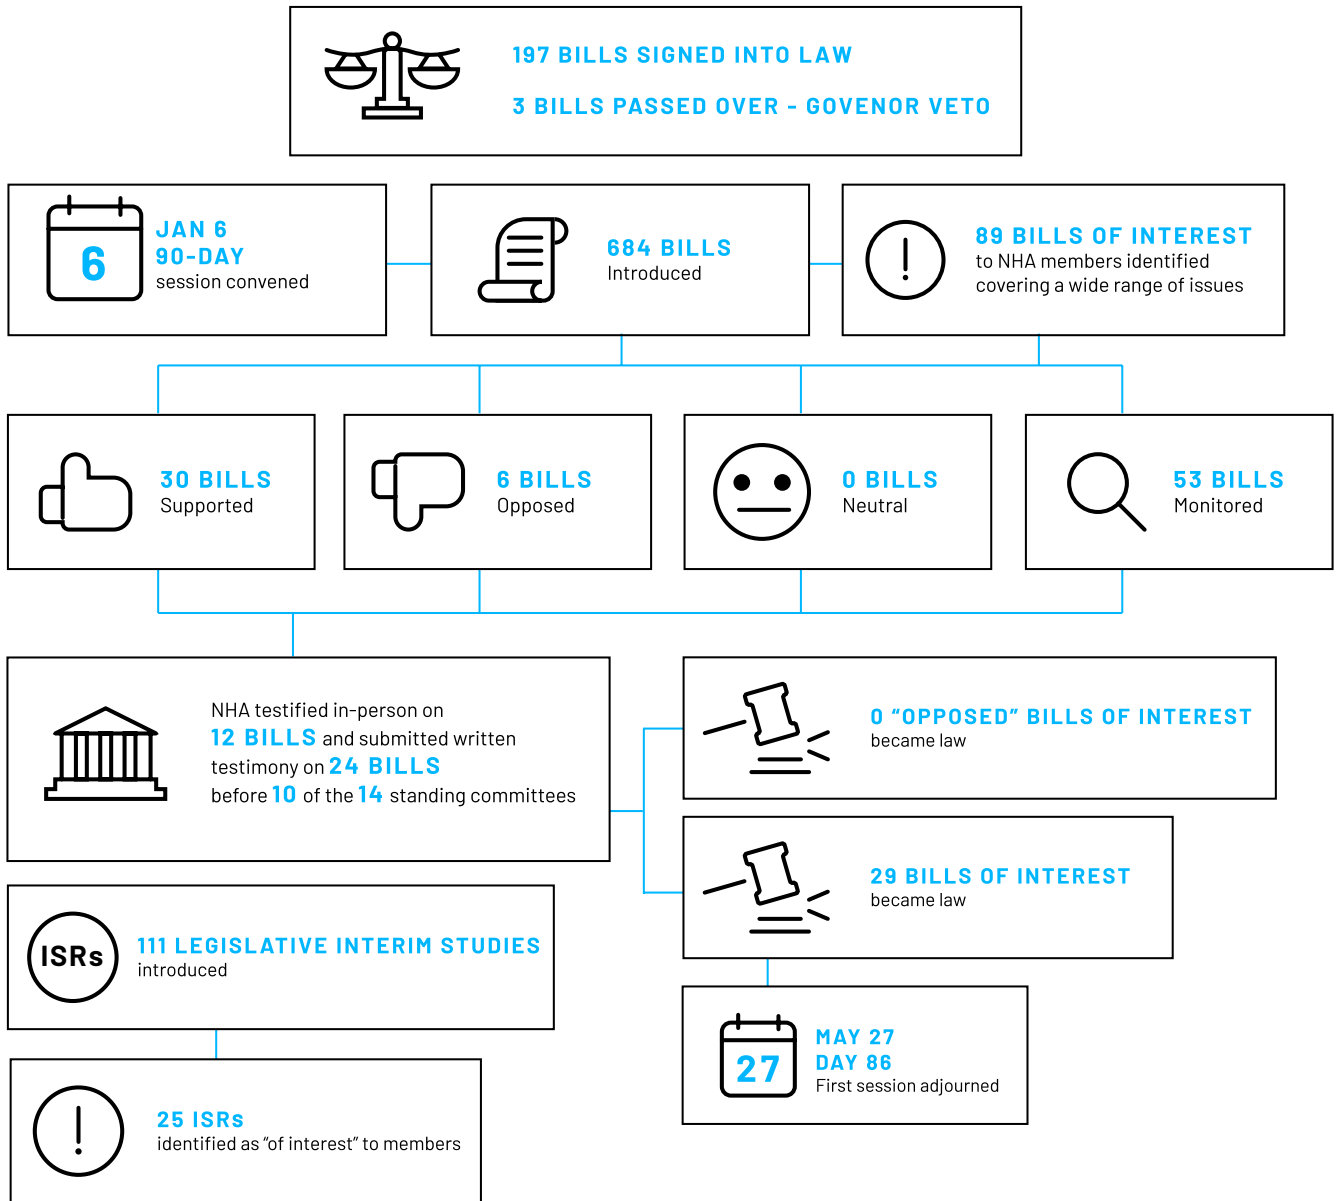 197 BILLS SIGNED INTO LAW
3 BILLS PASSED OVER - GOVENOR VETO
6
JAN 6
90-DAY
session convened
684 BILLS
Introduced
89 BILLS OF INTEREST
to NHA members identified
covering a wide range of issues
30 BILLS
Supported
6 BILLS
Opposed
0 BILLS
Neutral
53 BILLS
Monitored
NHA testified in-person on
12 BILLS and submitted written
testimony on 24 BILLS
before 10 of the 14 standing committees
0 “OPPOSED” BILLS OF INTEREST
became law
29 BILLS OF INTEREST
became law
ISRs
111 LEGISLATIVE INTERIM STUDIES
introduced
27
MAY 27
DAY 86
First session adjourned
25 ISRs
identified as “of interest” to members